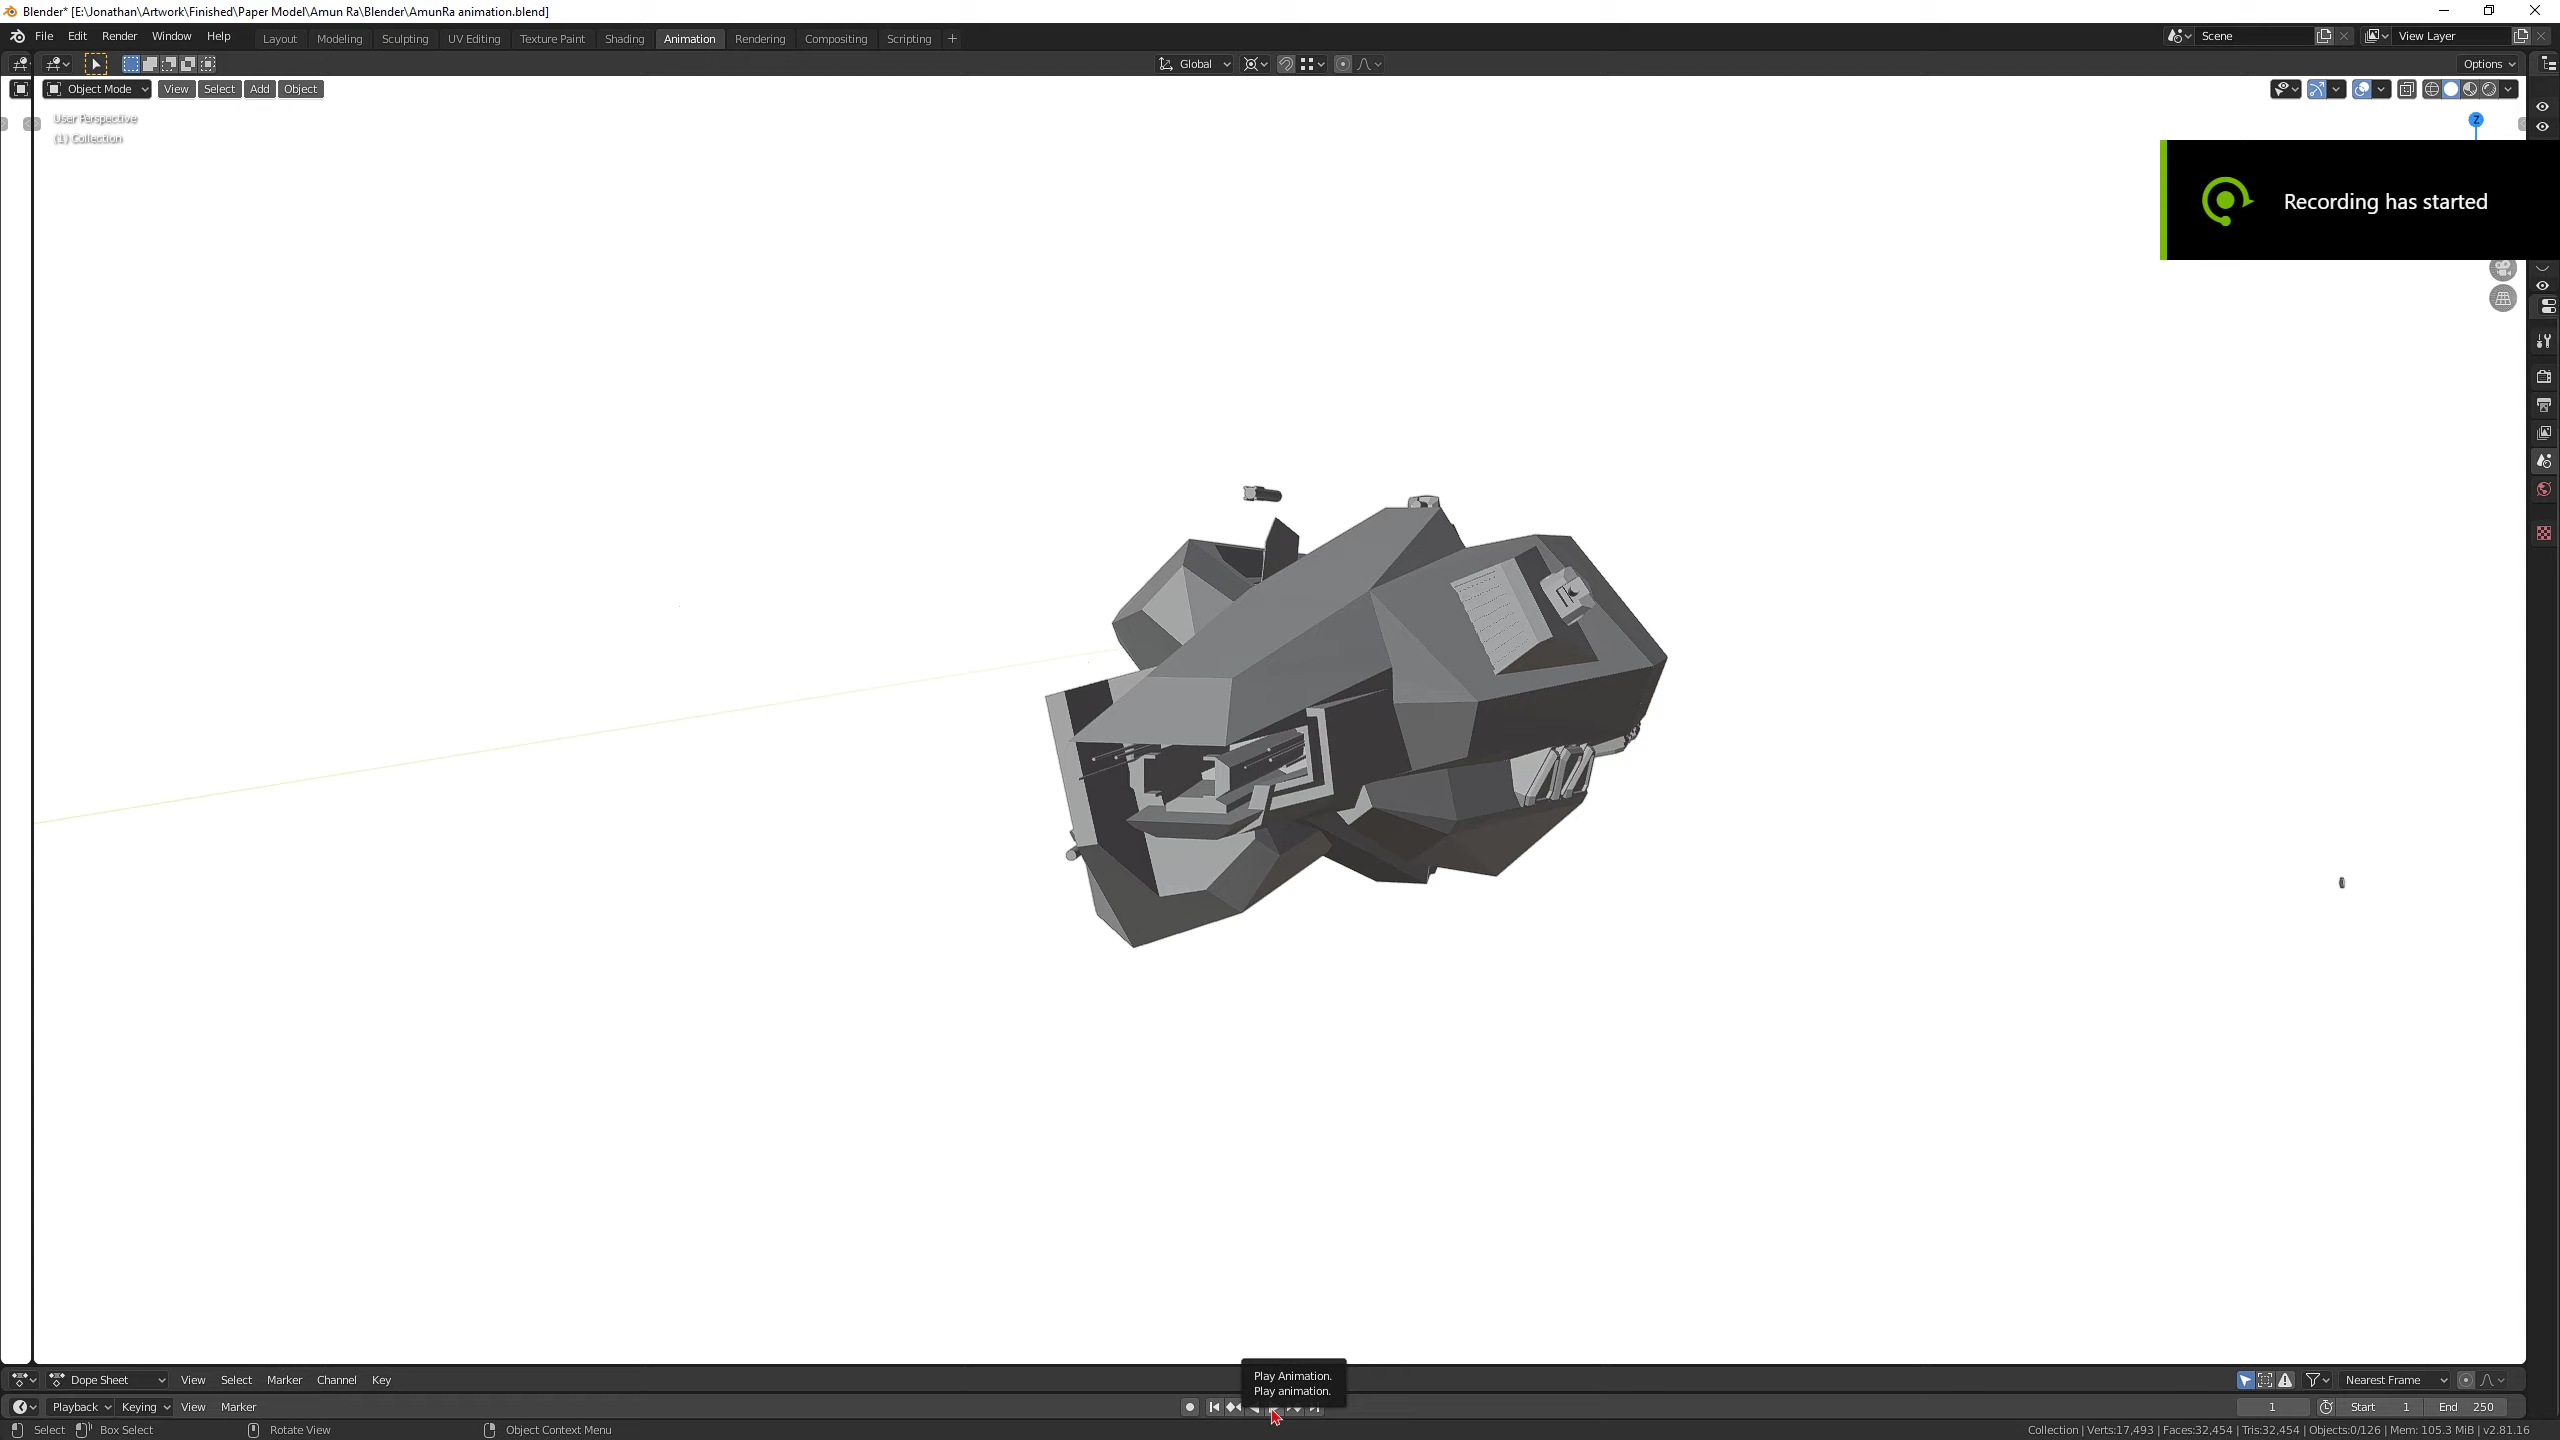 Blender* [E:\Jonathan\Artwork\Finished\Paper Model\Amun Ra\Blender\AmunRa animation.blend]
File Edit Render Window Help Layout Modeling Sculpting UV Editing Texture Paint Shading Animation Rendering Compositing Scripting + Scene View Layer
Global Options
Object Mode View Select Add Object
User Perspective
(1) Collection
Z
Recording has started
Play Animation.
Play animation.
Dope Sheet View Select Marker Channel Key Nearest Frame
Playback Keying View Marker 1 Start 1 End 250
Select Box Select Rotate View Object Context Menu Collection | Verts:17,493 | Faces:32,454 | Tris:32,454 | Objects:0/126 | Mem: 105.3 MiB | v2.81.16